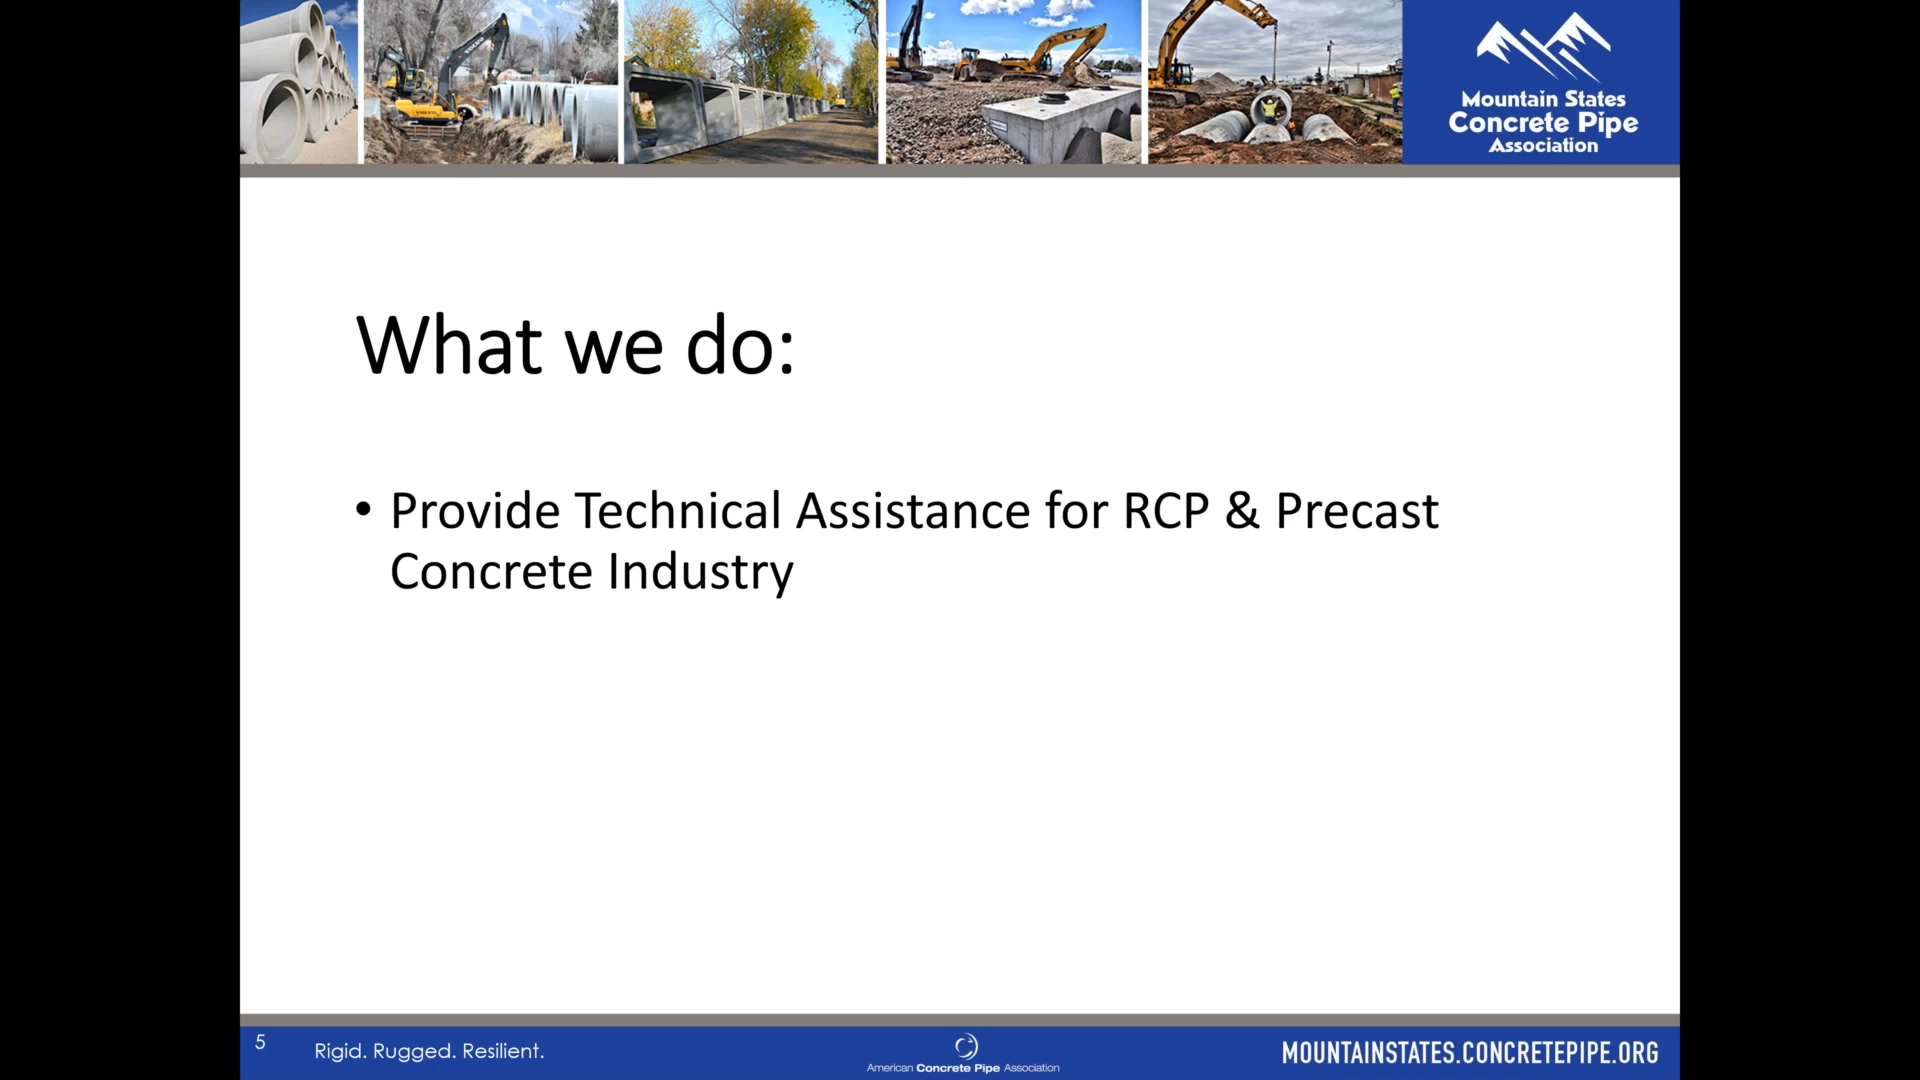 Mountain States
Concrete Pipe
Association
What we do:
• Provide Technical Assistance for RCP & Precast
Concrete Industry
5
Rigid. Rugged. Resilient.
American Concrete Pipe Association
MOUNTAINSTATES.CONCRETEPIPE.ORG